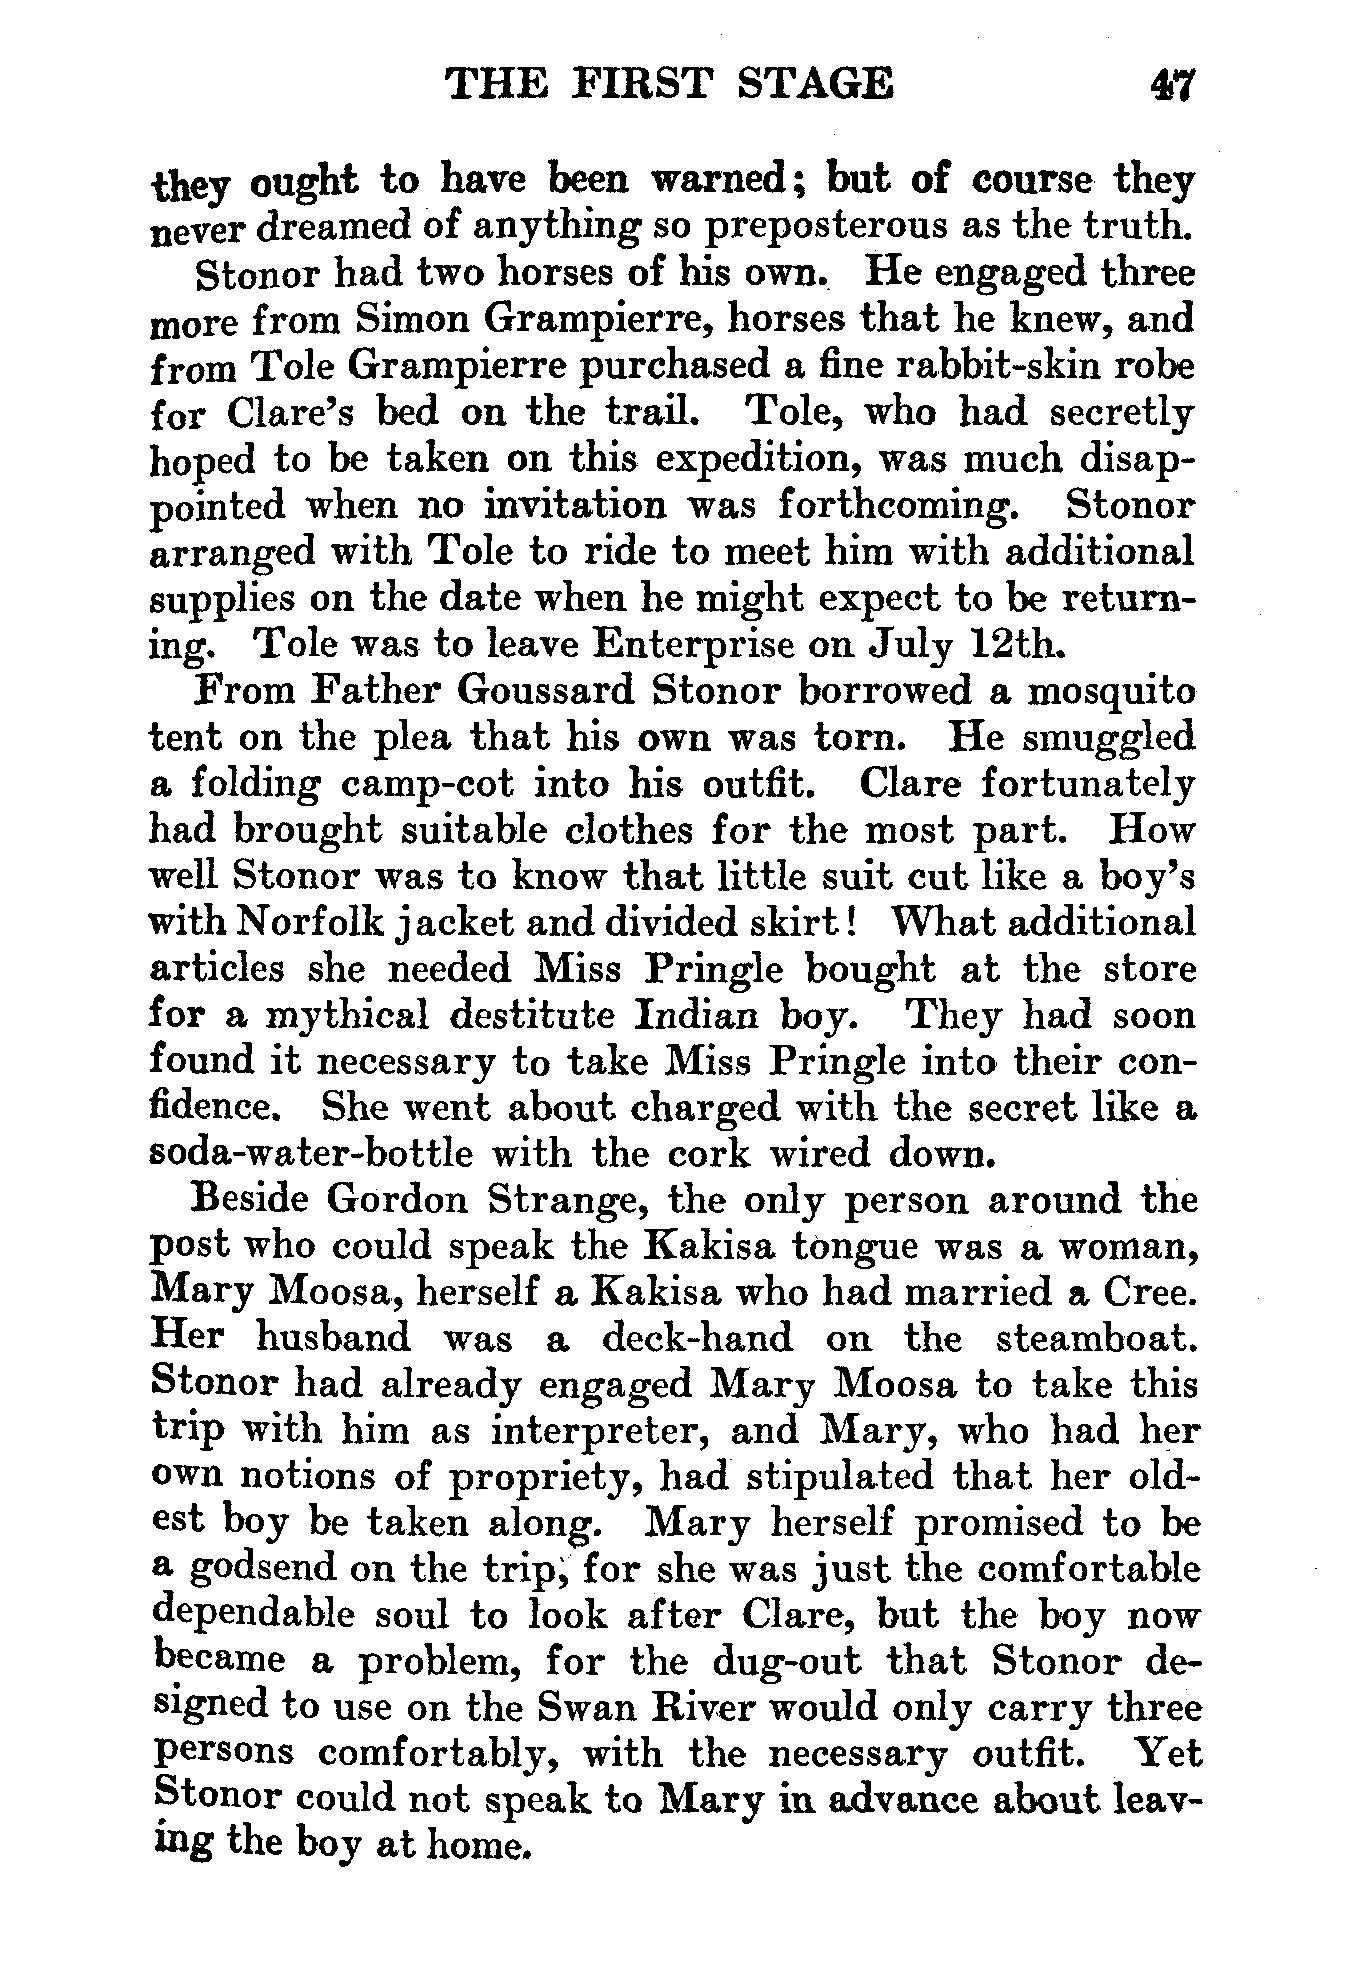 THE FIRST STAGE 47
they ought to have been warned; but of course they
never dreamed of anything so preposterous as the truth.
Stonor had two horses of his own. He engaged three
more from Simon Grampierre, horses that he knew, and
from Tole Grampierre purchased a fine rabbit-skin robe
for Clare's bed on the trail. Tole, who had secretly
hoped to be taken on this expedition, was much disap-
pointed when no invitation was forthcoming. Stonor
arranged with Tole to ride to meet him with additional
supplies on the date when he might expect to be return-
ing. Tole was to leave Enterprise on July 12th.
From Father Goussard Stonor borrowed a mosquito
tent on the plea that his own was torn. He smuggled
a folding camp-cot into his outfit. Clare fortunately
had brought suitable clothes for the most part. How
well Stonor was to know that little suit cut like a boy's
with Norfolk jacket and divided skirt! What additional
articles she needed Miss Pringle bought at the store
for a mythical destitute Indian boy. They had soon
found it necessary to take Miss Pringle into their con-
fidence. She went about charged with the secret like a
soda-water-bottle with the cork wired down.
Beside Gordon Strange, the only person around the
post who could speak the Kakisa tongue was a woman,
Mary Moosa, herself a Kakisa who had married a Cree.
Her husband was a deck-hand on the steamboat.
Stonor had already engaged Mary Moosa to take this
trip with him as interpreter, and Mary, who had her
own notions of propriety, had stipulated that her old-
est boy be taken along. Mary herself promised to be
a godsend on the trip, for she was just the comfortable
dependable soul to look after Clare, but the boy now
became a problem, for the dug-out that Stonor de-
signed to use on the Swan River would only carry three
persons comfortably, with the necessary outfit. Yet
Stonor could not speak to Mary in advance about leav-
ing the boy at home.